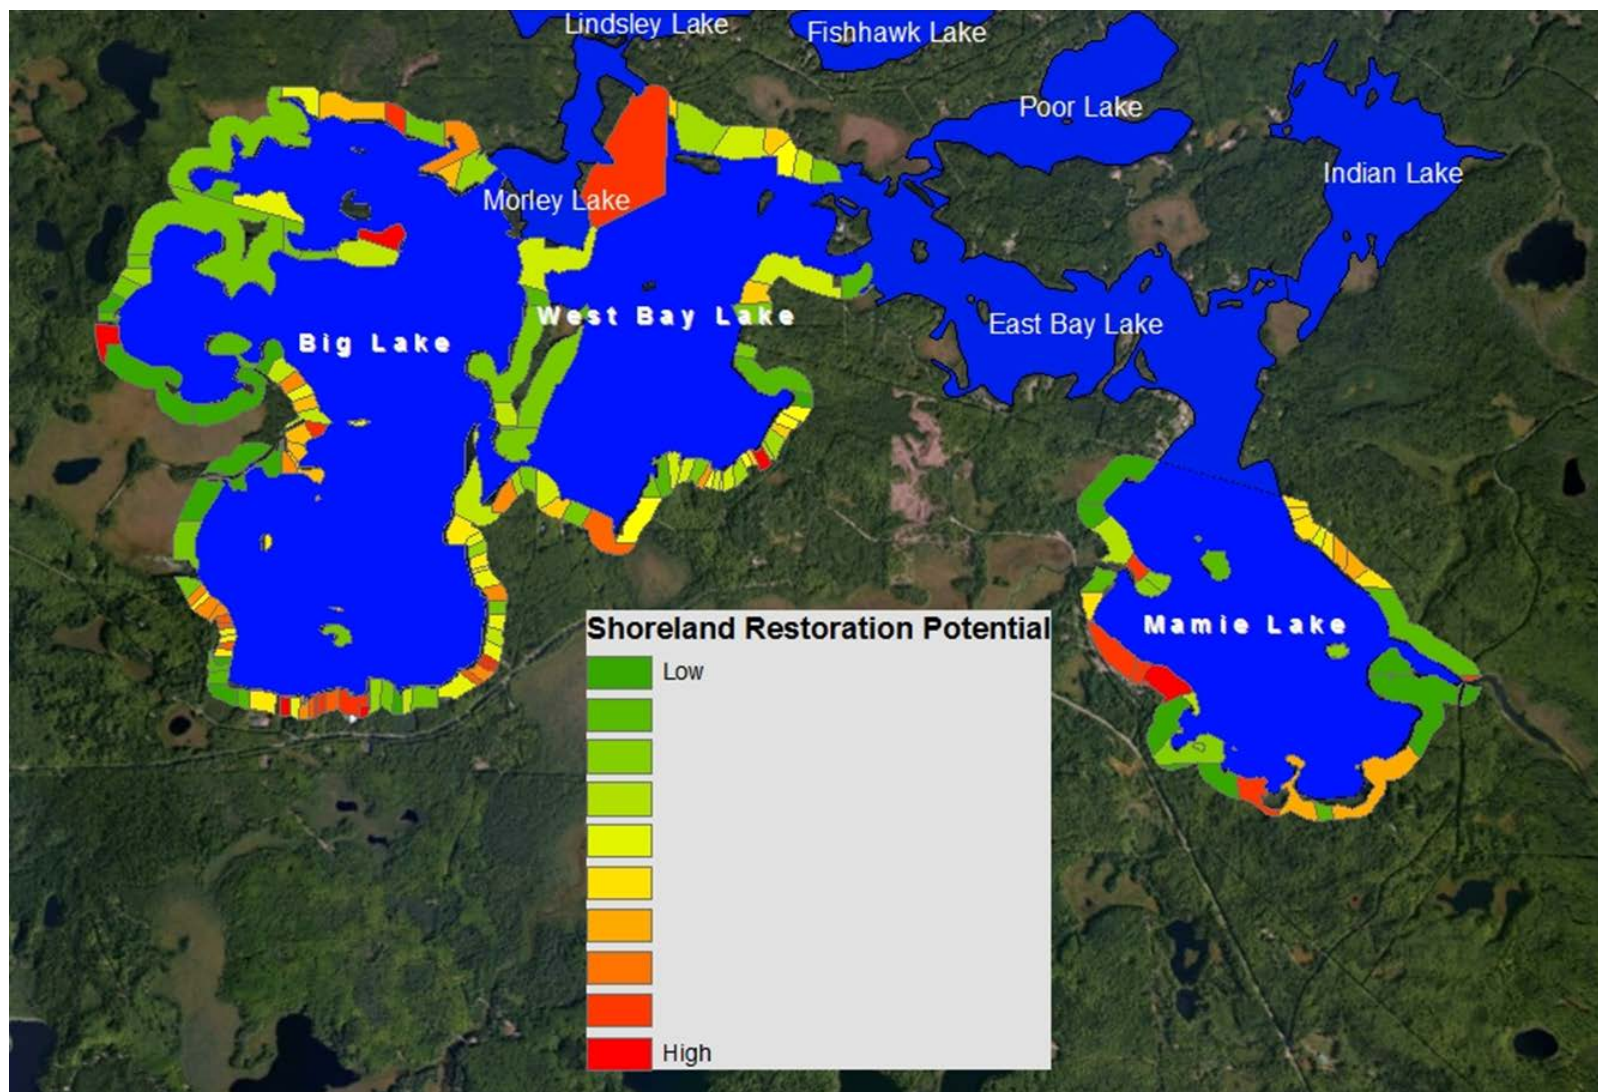 Lindsley Lake
Fishhawk Lake
Poor Lake
Indian Lake
Morley Lake
West Bay Lake
East Bay Lake
Big Lake
Mamie Lake
Shoreland Restoration Potential
Low
High